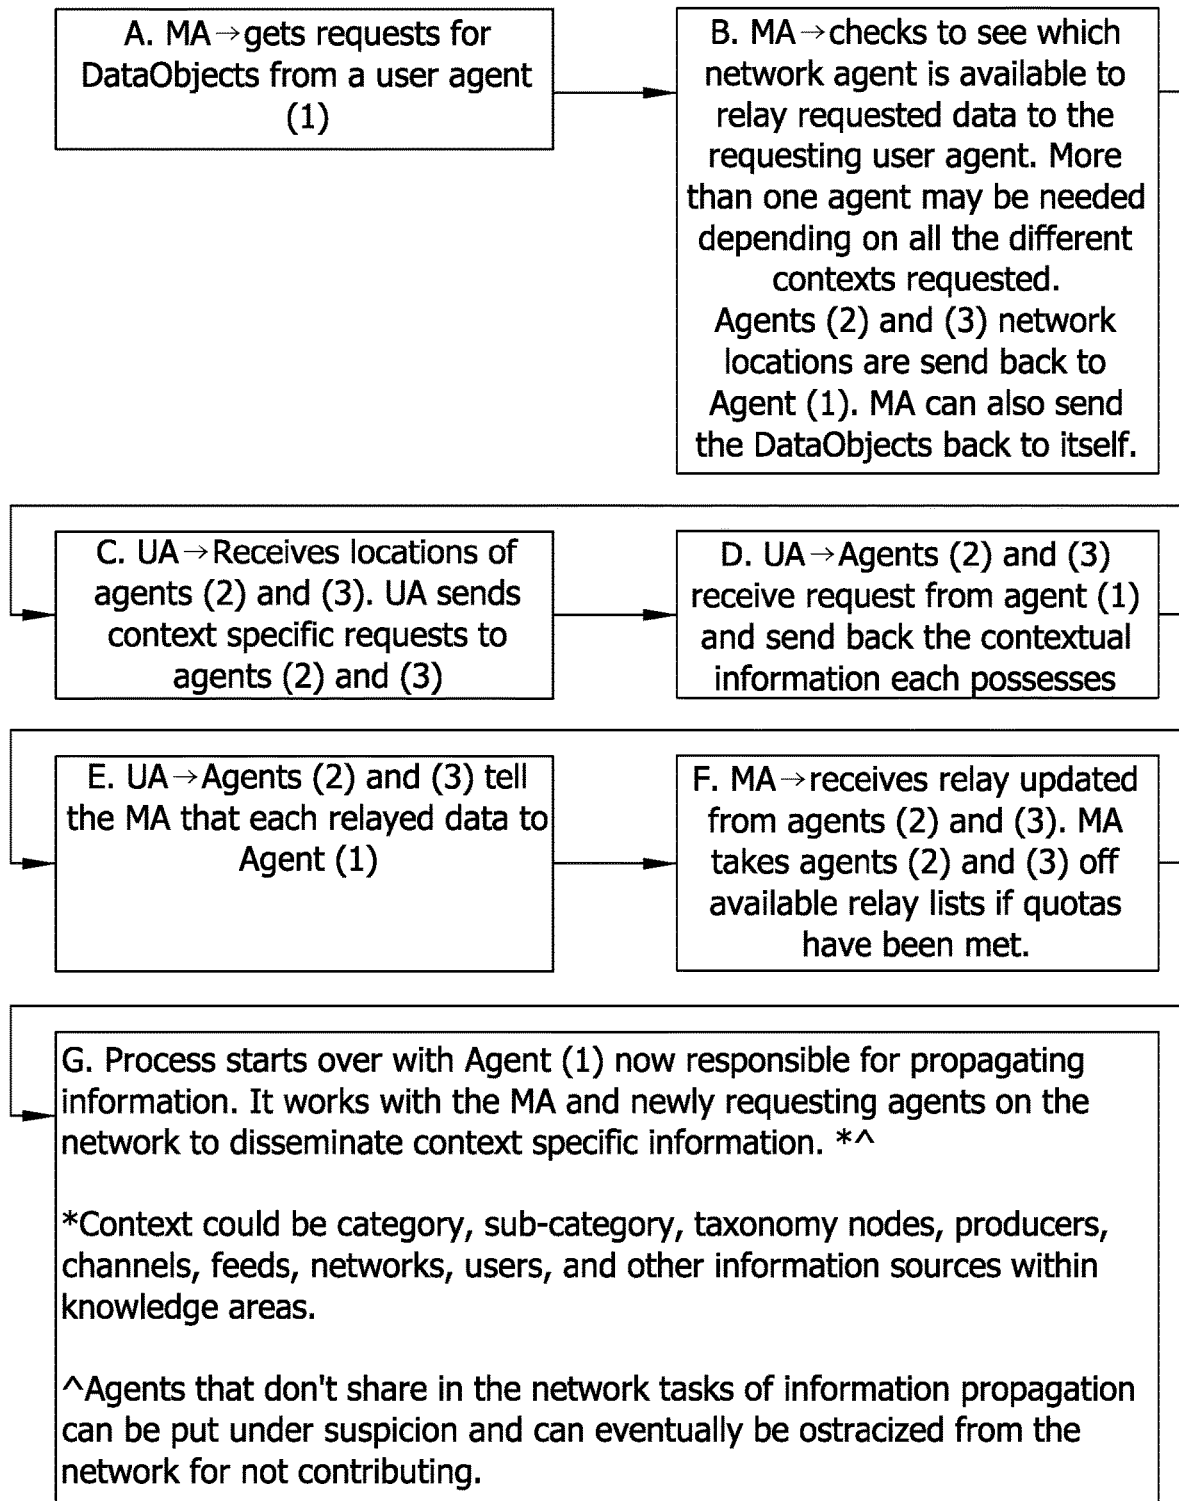 A. MA→gets requests for
DataObjects from a user agent
(1)
B. MA→checks to see which
network agent is available to
relay requested data to the
requesting user agent. More
than one agent may be needed
depending on all the different
contexts requested.
Agents (2) and (3) network
locations are send back to
Agent (1). MA can also send
the DataObjects back to itself.
C. UA→Receives locations of
agents (2) and (3). UA sends
context specific requests to
agents (2) and (3)
D. UA→Agents (2) and (3)
receive request from agent (1)
and send back the contextual
information each possesses
E. UA→Agents (2) and (3) tell
the MA that each relayed data to
Agent (1)
F. MA→receives relay updated
from agents (2) and (3). MA
takes agents (2) and (3) off
available relay lists if quotas
have been met.
G. Process starts over with Agent (1) now responsible for propagating
information. It works with the MA and newly requesting agents on the
network to disseminate context specific information. *^
*Context could be category, sub-category, taxonomy nodes, producers,
channels, feeds, networks, users, and other information sources within
knowledge areas.
^Agents that don't share in the network tasks of information propagation
can be put under suspicion and can eventually be ostracized from the
network for not contributing.